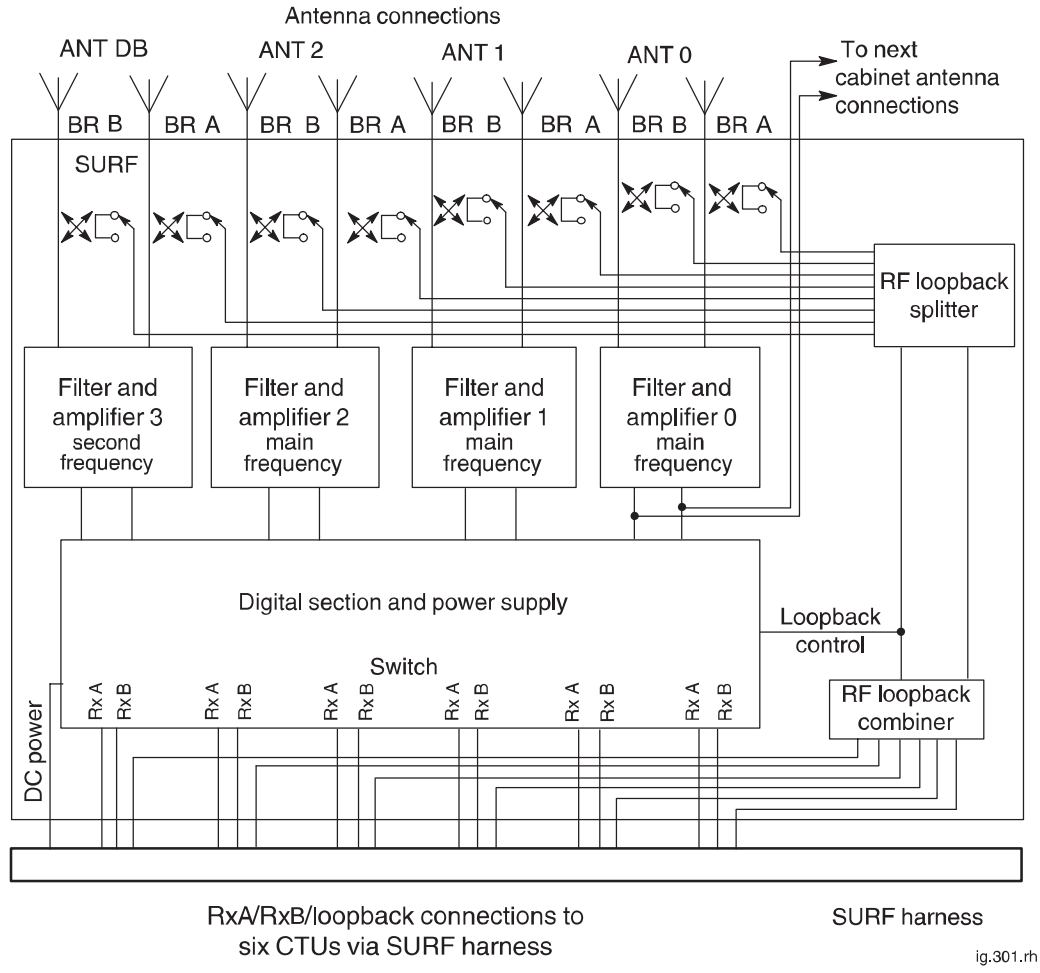 Antenna connections
ANT DB
ANT 2
ANT 1
ANT 0
To next
cabinet antenna
connections
BR B
BR A
BR B
BR A
BR B
BR A
BR B
BR A
SURF
RF loopback
splitter
Filter and
amplifier 3
second
frequency
Filter and
amplifier 2
main
frequency
Filter and
amplifier 1
main
frequency
Filter and
amplifier 0
main
frequency
Digital section and power supply
Loopback
control
Switch
RF loopback
combiner
DC power
Rx A
Rx B
Rx A
Rx B
Rx A
Rx B
Rx A
Rx B
Rx A
Rx B
Rx A
Rx B
RxA/RxB/loopback connections to
six CTUs via SURF harness
SURF harness
ig.301.rh